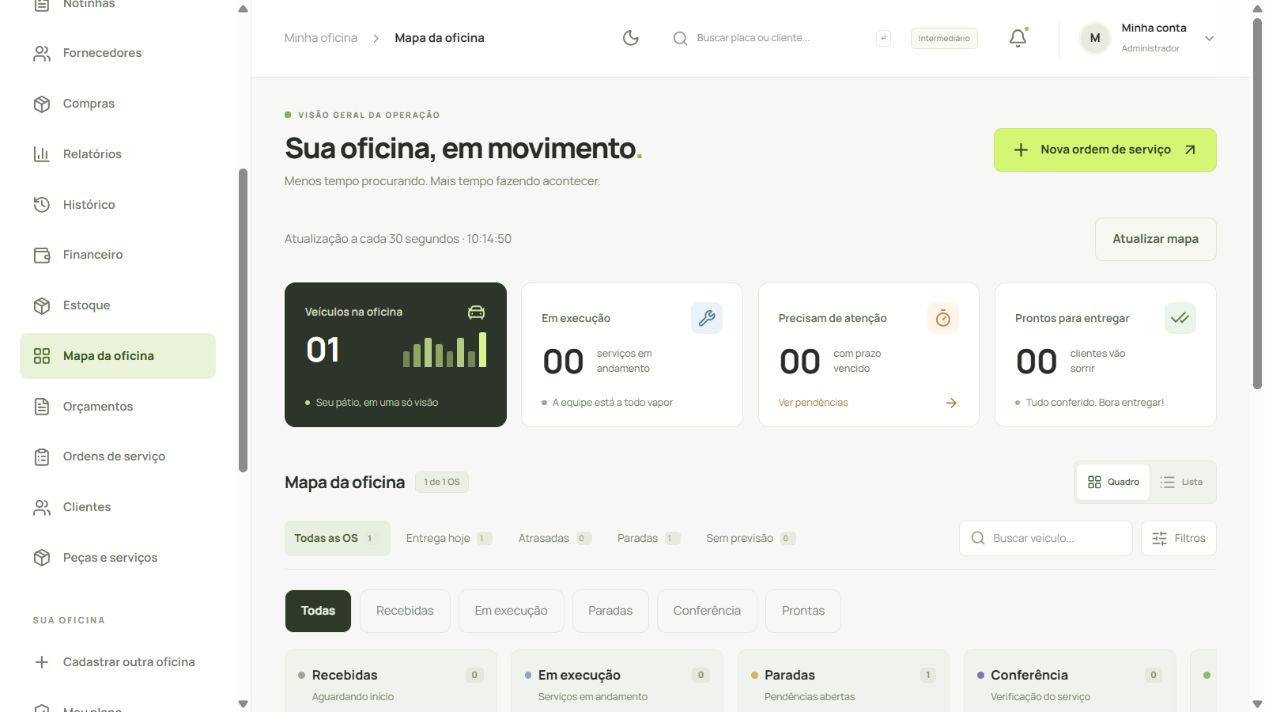 Notinhas
Fornecedores
Compras
Relatórios
Histórico
Financeiro
Estoque
Mapa da oficina
Orçamentos
Ordens de serviço
Clientes
Peças e serviços
SUA OFICINA
Cadastrar outra oficina
Meu plano
Minha oficina > Mapa da oficina
Buscar placa ou cliente...
Intermediário
M
Minha conta
Administrador
VISÃO GERAL DA OPERAÇÃO
Sua oficina, em movimento.
Menos tempo procurando. Mais tempo fazendo acontecer.
+ Nova ordem de serviço
Atualização a cada 30 segundos · 10:14:50
Atualizar mapa
Veículos na oficina
01
Seu pátio, em uma só visão
Em execução
00 serviços em
andamento
A equipe está a todo vapor
Precisam de atenção
00 com prazo
vencido
Ver pendências
Prontos para entregar
00 clientes vão
sorrir
Tudo conferido. Bora entregar!
Mapa da oficina 1 de 1 OS
Quadro Lista
Todas as OS 1 Entrega hoje 1 Atrasadas 0 Paradas 1 Sem previsão 0
Buscar veículo...
Filtros
Todas Recebidas Em execução Paradas Conferência Prontas
Recebidas 0
Aguardando início
Em execução 0
Serviços em andamento
Paradas 1
Pendências abertas
Conferência 0
Verificação do serviço